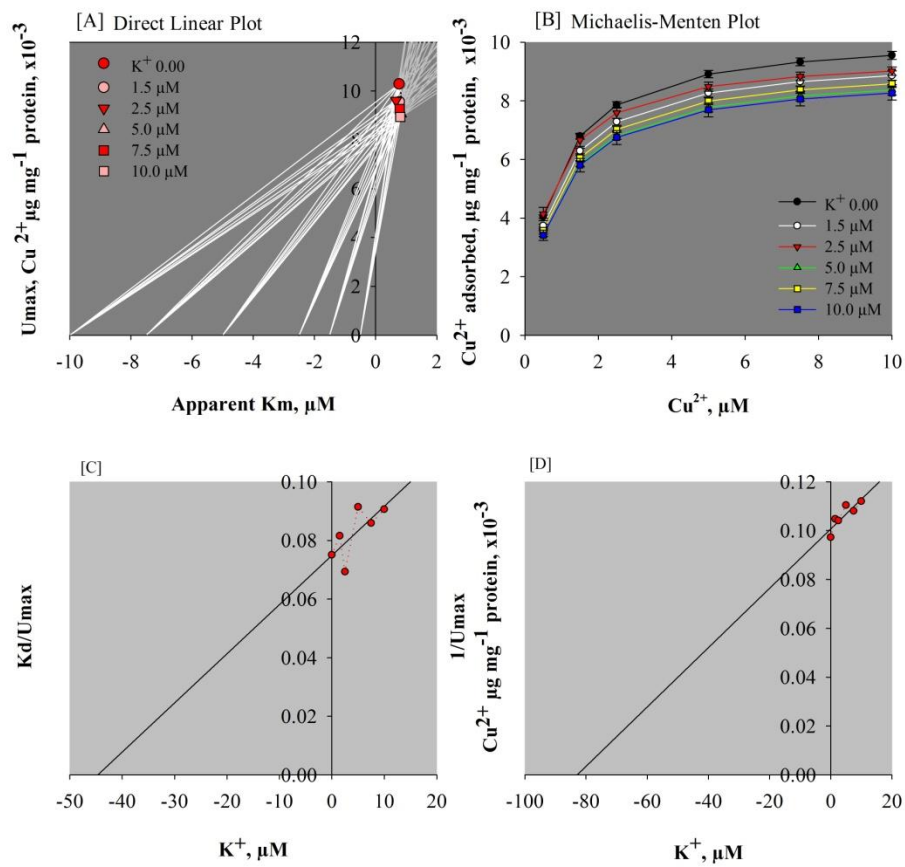 [A] Direct Linear Plot
Umax, Cu ²⁺µg mg⁻¹ protein, x10⁻³
12
10
6
4
2
0
K⁺ 0.00
1.5 µM
2.5 µM
5.0 µM
7.5 µM
10.0 µM
-10 -8 -6 -4 -2 0 2
Apparent Km, µM
[B] Michaelis-Menten Plot
Cu²⁺ adsorbed, µg mg⁻¹ protein, x10⁻³
10
8
6
4
2
0
K⁺ 0.00
1.5 µM
2.5 µM
5.0 µM
7.5 µM
10.0 µM
0 2 4 6 8 10
Cu²⁺, µM
[C]
Kd/Umax
0.10
0.08
0.06
0.04
0.02
0.00
-50 -40 -30 -20 -10 0 10 20
K⁺, µM
[D]
1/Umax
Cu²⁺ µg mg⁻¹ protein, x10⁻³
0.12
0.10
0.08
0.06
0.04
0.02
0.00
-100 -80 -60 -40 -20 0 20
K⁺, µM